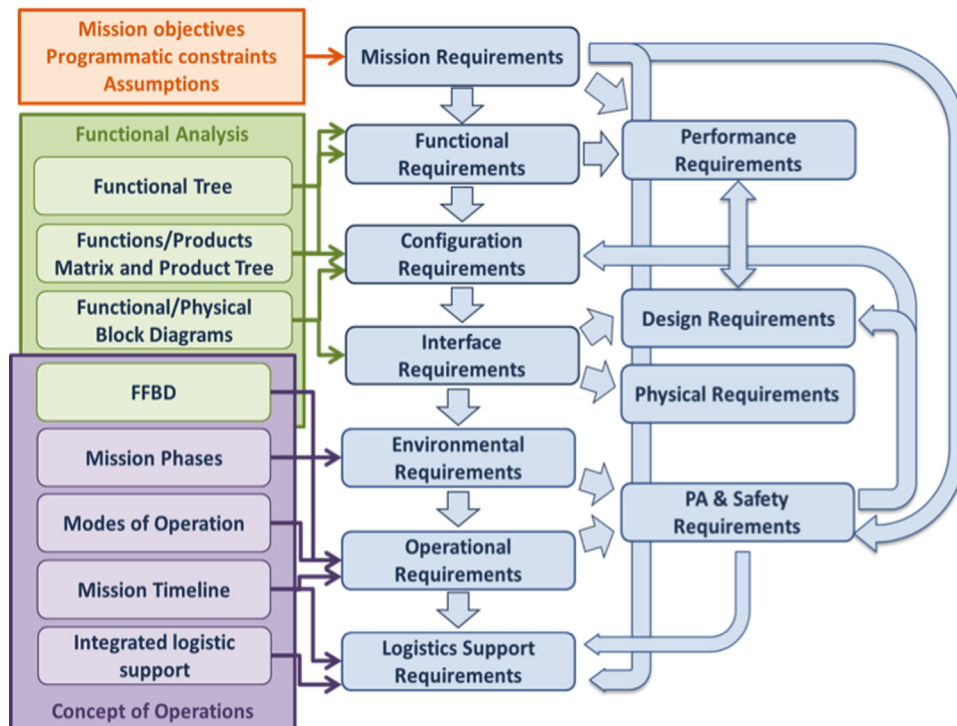 Mission objectives
Programmatic constraints
Assumptions
Mission Requirements
Functional Analysis
Functional Tree
Functions/Products
Matrix and Product Tree
Functional/Physical
Block Diagrams
FFBD
Mission Phases
Modes of Operation
Mission Timeline
Integrated logistic
support
Concept of Operations
Functional
Requirements
Configuration
Requirements
Interface
Requirements
Environmental
Requirements
Operational
Requirements
Logistics Support
Requirements
Performance
Requirements
Design Requirements
Physical Requirements
PA & Safety
Requirements